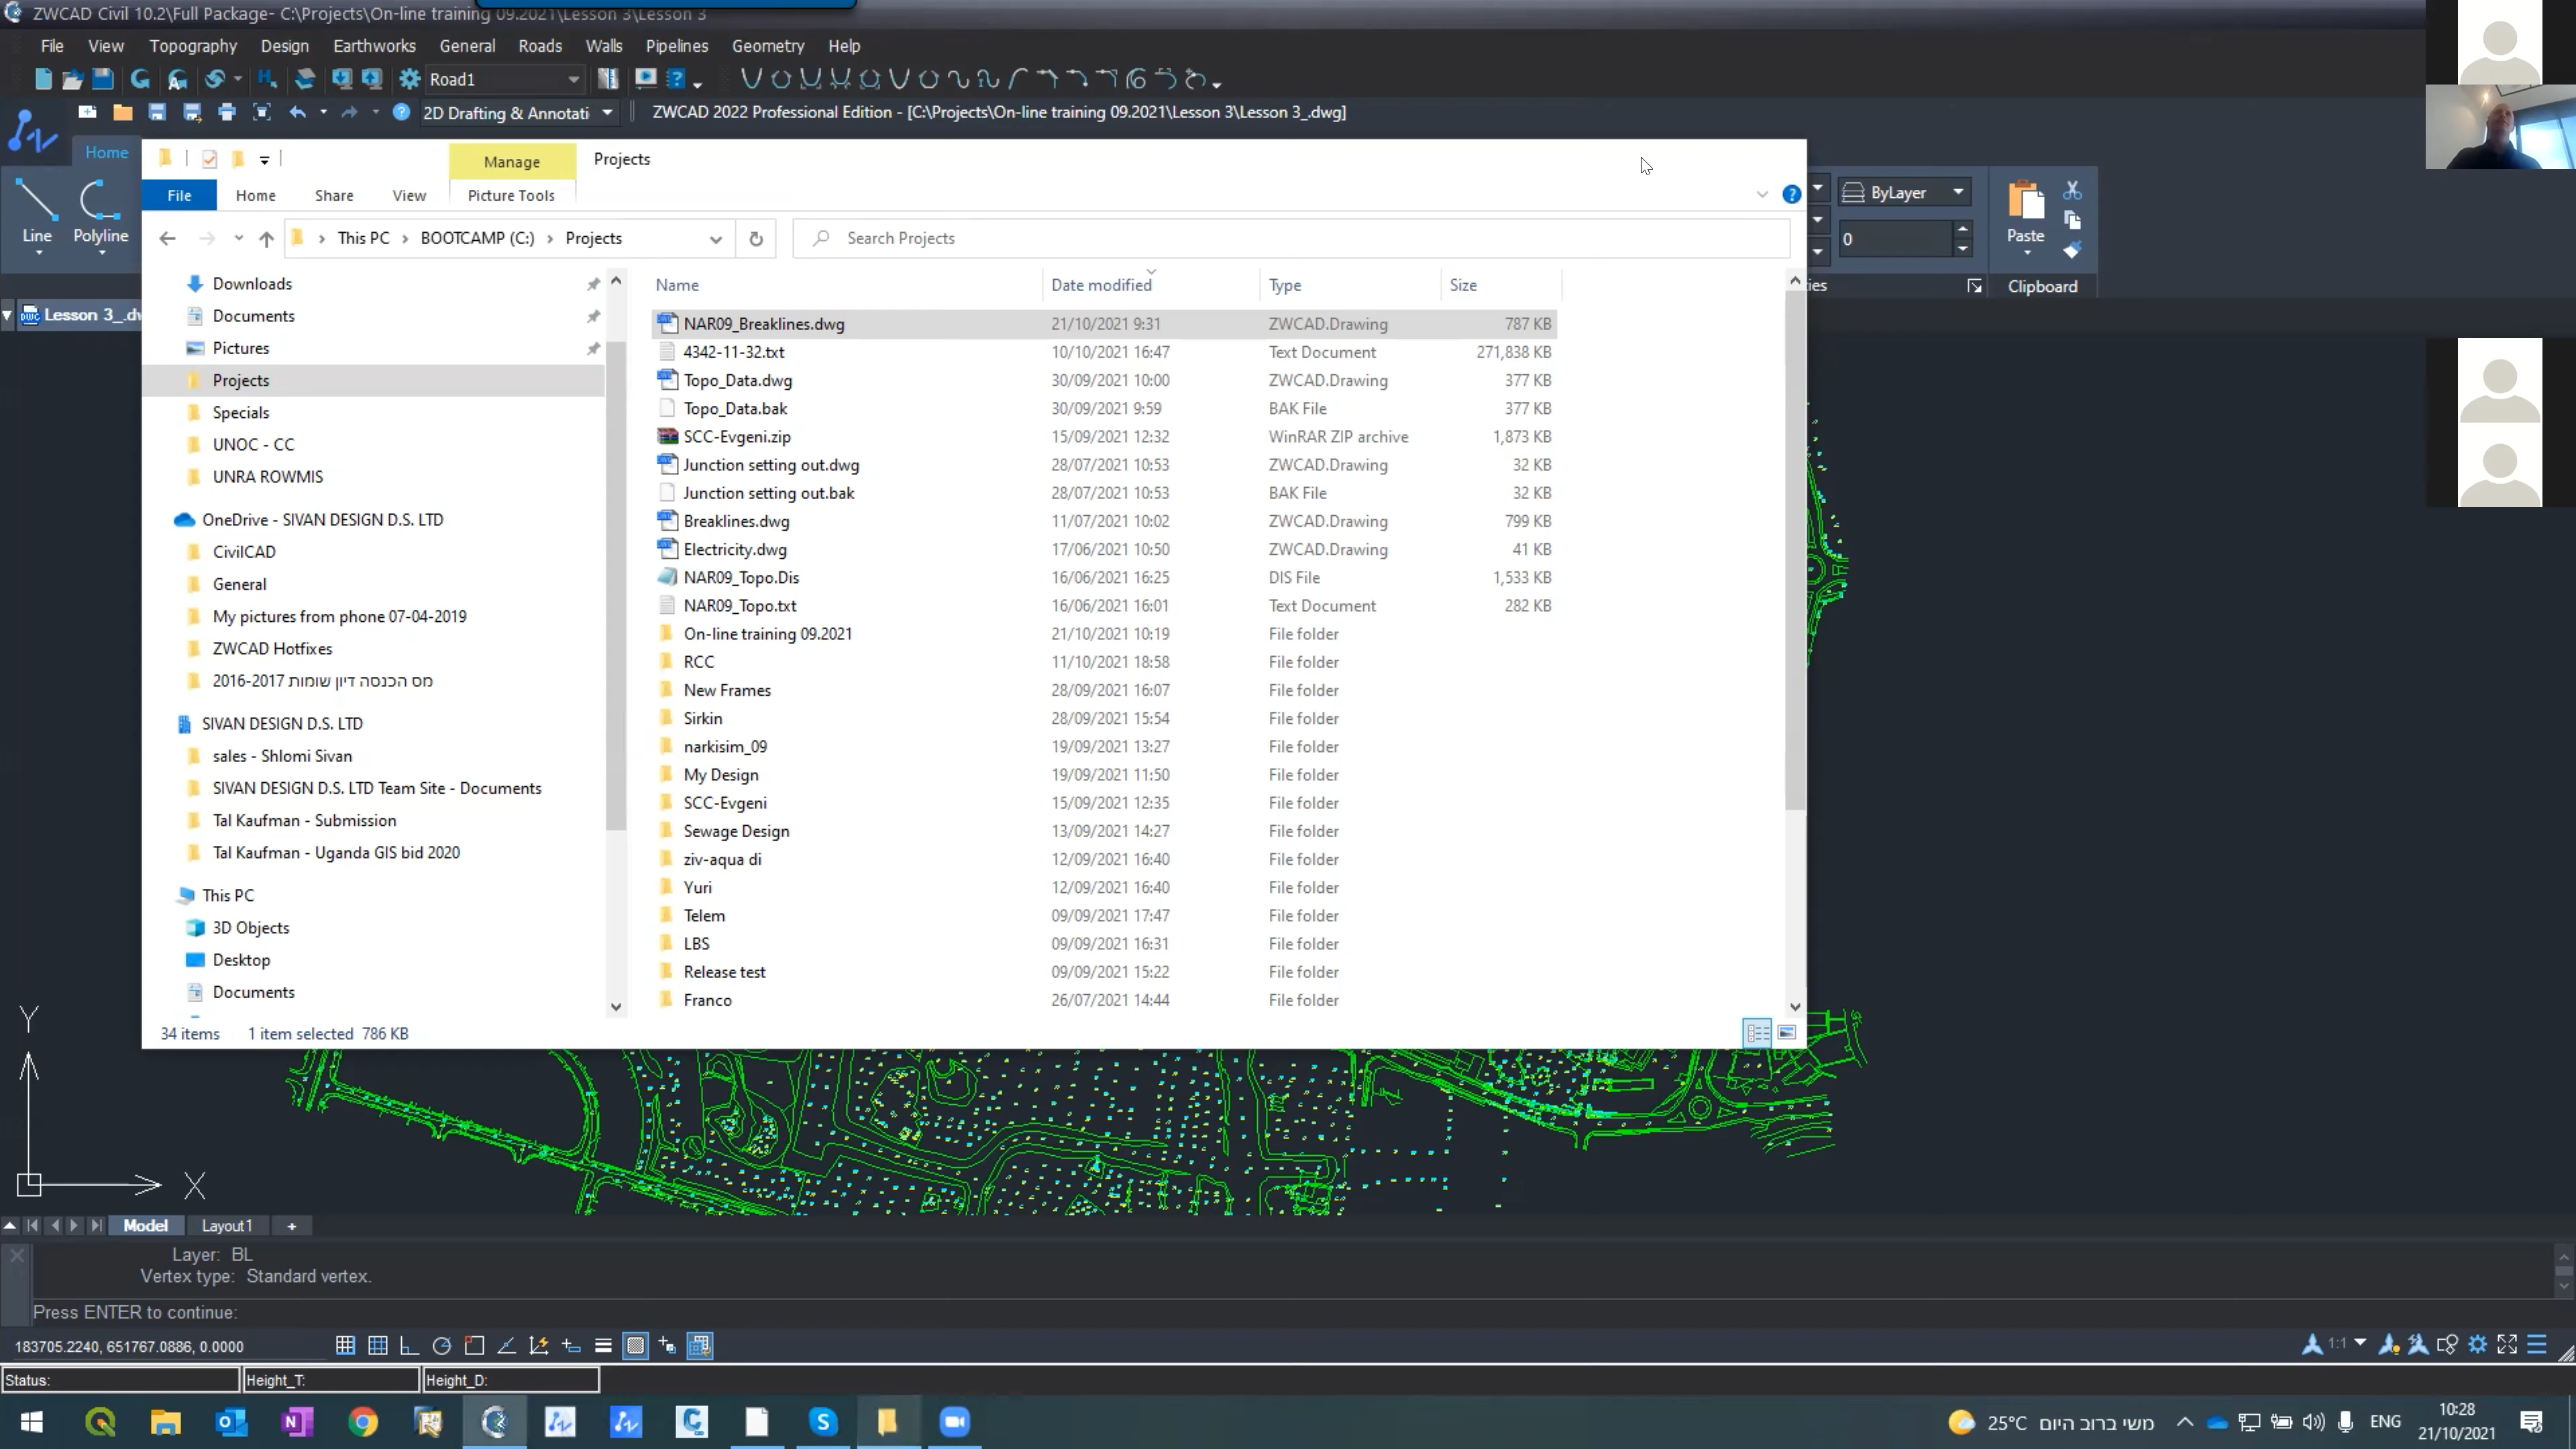 ZWCAD Civil 10.2\Full Package- C:\Projects\On-line training 09.2021\Lesson 3\Lesson 3
File View Topography Design Earthworks General Roads Walls Pipelines Geometry Help
Road1
2D Drafting & Annotati ZWCAD 2022 Professional Edition - [C:\Projects\On-line training 09.2021\Lesson 3\Lesson 3_.dwg]
Home
Line Polyline
Lesson 3_.dw
Manage Projects
File Home Share View Picture Tools
This PC BOOTCAMP (C:) Projects
Search Projects
ByLayer
0
Paste
ies Clipboard
Downloads
Documents
Pictures
Projects
Specials
UNOC - CC
UNRA ROWMIS
OneDrive - SIVAN DESIGN D.S. LTD
CivilCAD
General
My pictures from phone 07-04-2019
ZWCAD Hotfixes
מס הכנסה דיון שומות 2016-2017
SIVAN DESIGN D.S. LTD
sales - Shlomi Sivan
SIVAN DESIGN D.S. LTD Team Site - Documents
Tal Kaufman - Submission
Tal Kaufman - Uganda GIS bid 2020
This PC
3D Objects
Desktop
Documents
Name Date modified Type Size
NAR09_Breaklines.dwg 21/10/2021 9:31 ZWCAD.Drawing 787 KB
4342-11-32.txt 10/10/2021 16:47 Text Document 271,838 KB
Topo_Data.dwg 30/09/2021 10:00 ZWCAD.Drawing 377 KB
Topo_Data.bak 30/09/2021 9:59 BAK File 377 KB
SCC-Evgeni.zip 15/09/2021 12:32 WinRAR ZIP archive 1,873 KB
Junction setting out.dwg 28/07/2021 10:53 ZWCAD.Drawing 32 KB
Junction setting out.bak 28/07/2021 10:53 BAK File 32 KB
Breaklines.dwg 11/07/2021 10:02 ZWCAD.Drawing 799 KB
Electricity.dwg 17/06/2021 10:50 ZWCAD.Drawing 41 KB
NAR09_Topo.Dis 16/06/2021 16:25 DIS File 1,533 KB
NAR09_Topo.txt 16/06/2021 16:01 Text Document 282 KB
On-line training 09.2021 21/10/2021 10:19 File folder
RCC 11/10/2021 18:58 File folder
New Frames 28/09/2021 16:07 File folder
Sirkin 28/09/2021 15:54 File folder
narkisim_09 19/09/2021 13:27 File folder
My Design 19/09/2021 11:50 File folder
SCC-Evgeni 15/09/2021 12:35 File folder
Sewage Design 13/09/2021 14:27 File folder
ziv-aqua di 12/09/2021 16:40 File folder
Yuri 12/09/2021 16:40 File folder
Telem 09/09/2021 17:47 File folder
LBS 09/09/2021 16:31 File folder
Release test 09/09/2021 15:22 File folder
Franco 26/07/2021 14:44 File folder
34 items 1 item selected 786 KB
Y
X
Model Layout1 +
Layer: BL
Vertex type: Standard vertex.
Press ENTER to continue:
183705.2240, 651767.0886, 0.0000
1:1
Status: Height_T: Height_D:
25°C משי ברוב היום ENG
10:28
21/10/2021